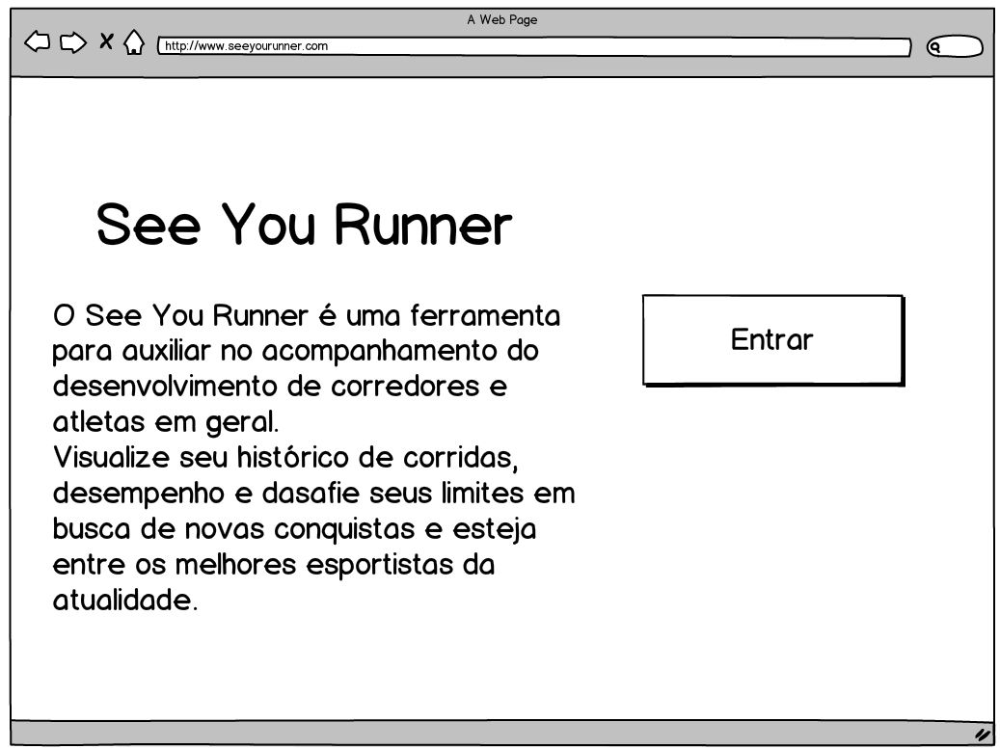 A Web Page
http://www.seeyourunner.com
See You Runner
O See You Runner é uma ferramenta
para auxiliar no acompanhamento do
desenvolvimento de corredores e
atletas em geral.
Visualize seu histórico de corridas,
desempenho e dasafie seus limites em
busca de novas conquistas e esteja
entre os melhores esportistas da
atualidade.
Entrar